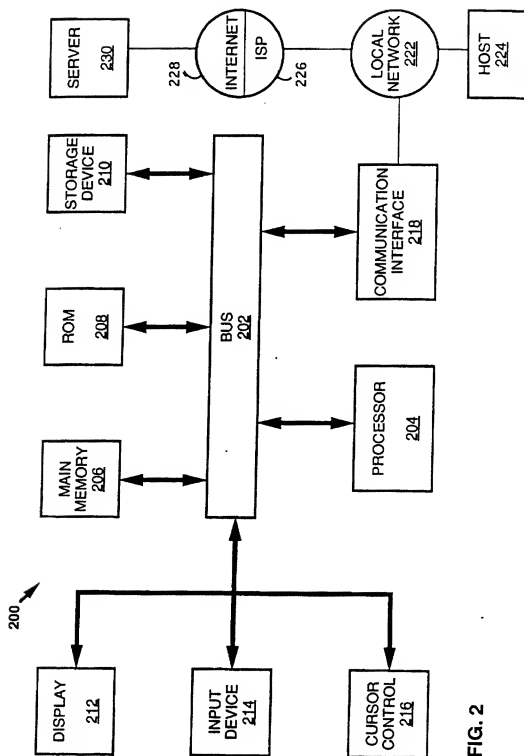 200
DISPLAY
212
INPUT
DEVICE
214
CURSOR
CONTROL
216
MAIN
MEMORY
206
ROM
208
STORAGE
DEVICE
210
BUS
202
PROCESSOR
204
COMMUNICATION
INTERFACE
218
SERVER
230
228
INTERNET
ISP
226
LOCAL
NETWORK
222
HOST
224
FIG. 2